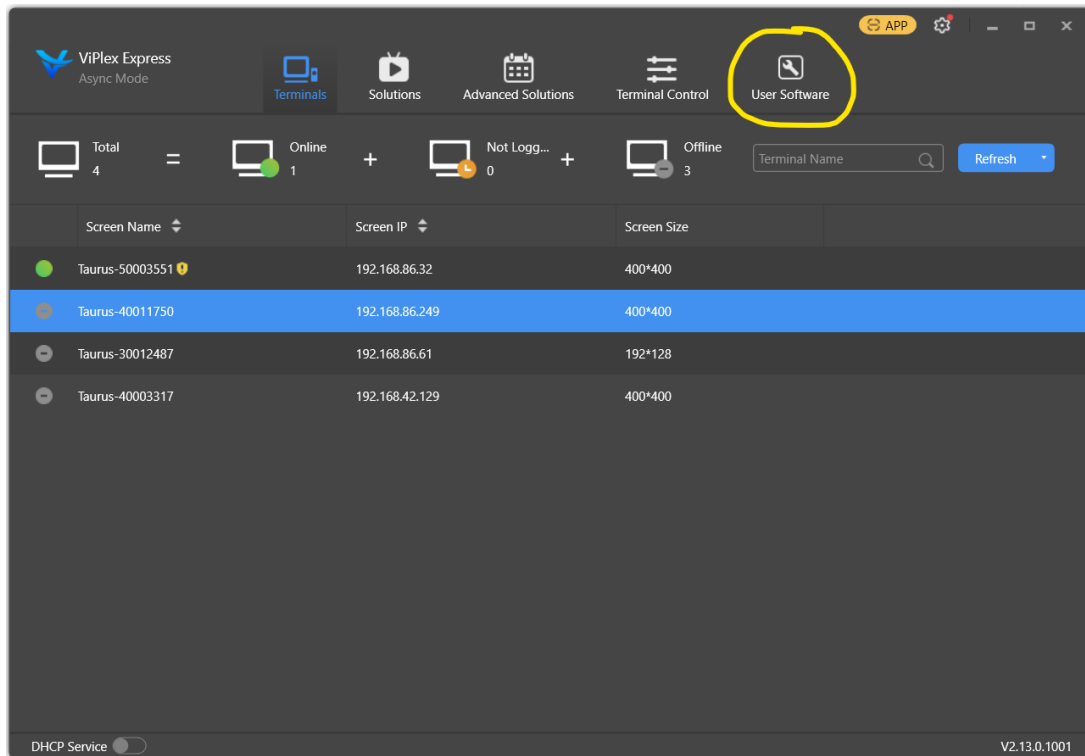 APP
ViPlex Express
Async Mode
Terminals
Solutions
Advanced Solutions
Terminal Control
User Software
Total
4
=
Online
1
+
Not Logg...
0
+
Offline
3
Terminal Name
Refresh
Screen Name
Screen IP
Screen Size
Taurus-50003551 192.168.86.32 400*400
Taurus-40011750 192.168.86.249 400*400
Taurus-30012487 192.168.86.61 192*128
Taurus-40003317 192.168.42.129 400*400
DHCP Service
V2.13.0.1001